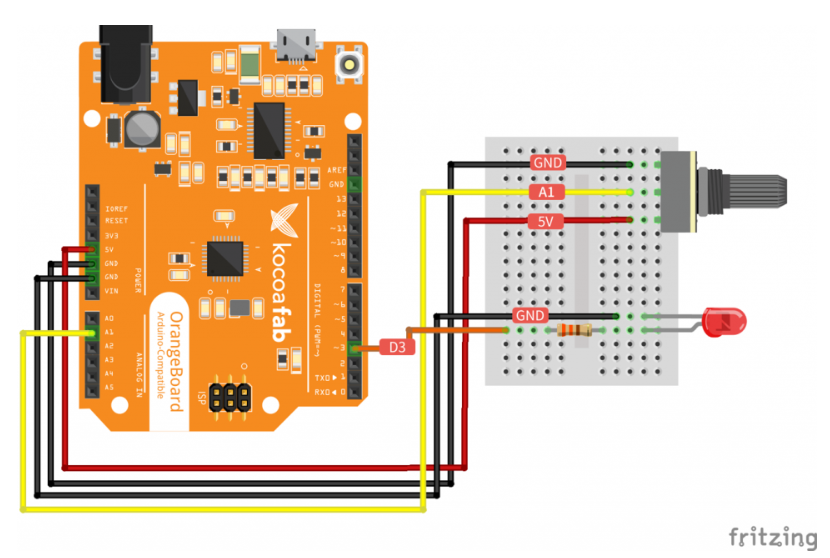 AREF
GND
13
12
~11
~10
~9
8
7
~6
~5
4
~3
2
TXD ▸ 1
RXD ◂ 0
DIGITAL (PWM=~)
IOREF
RESET
3V3
5V
GND
GND
VIN
POWER
A0
A1
A2
A3
A4
A5
ANALOG IN
OrangeBoard
Arduino-Compatible
kocoafab
ISP
GND
A1
5V
GND
D3
fritzing